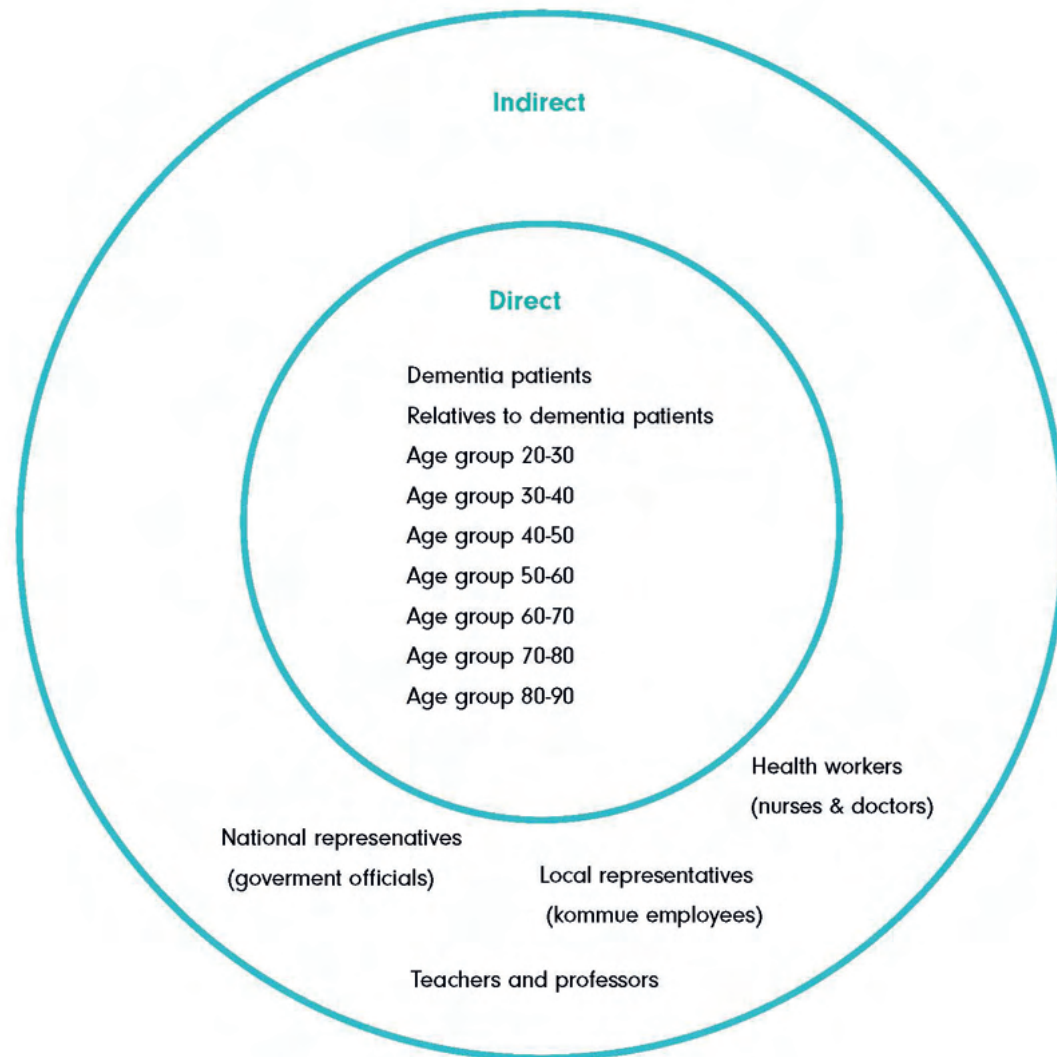 Indirect
Direct
Dementia patients
Relatives to dementia patients
Age group 20-30
Age group 30-40
Age group 40-50
Age group 50-60
Age group 60-70
Age group 70-80
Age group 80-90
Health workers
(nurses & doctors)
National represenatives
(goverment officials)
Local representatives
(kommue employees)
Teachers and professors